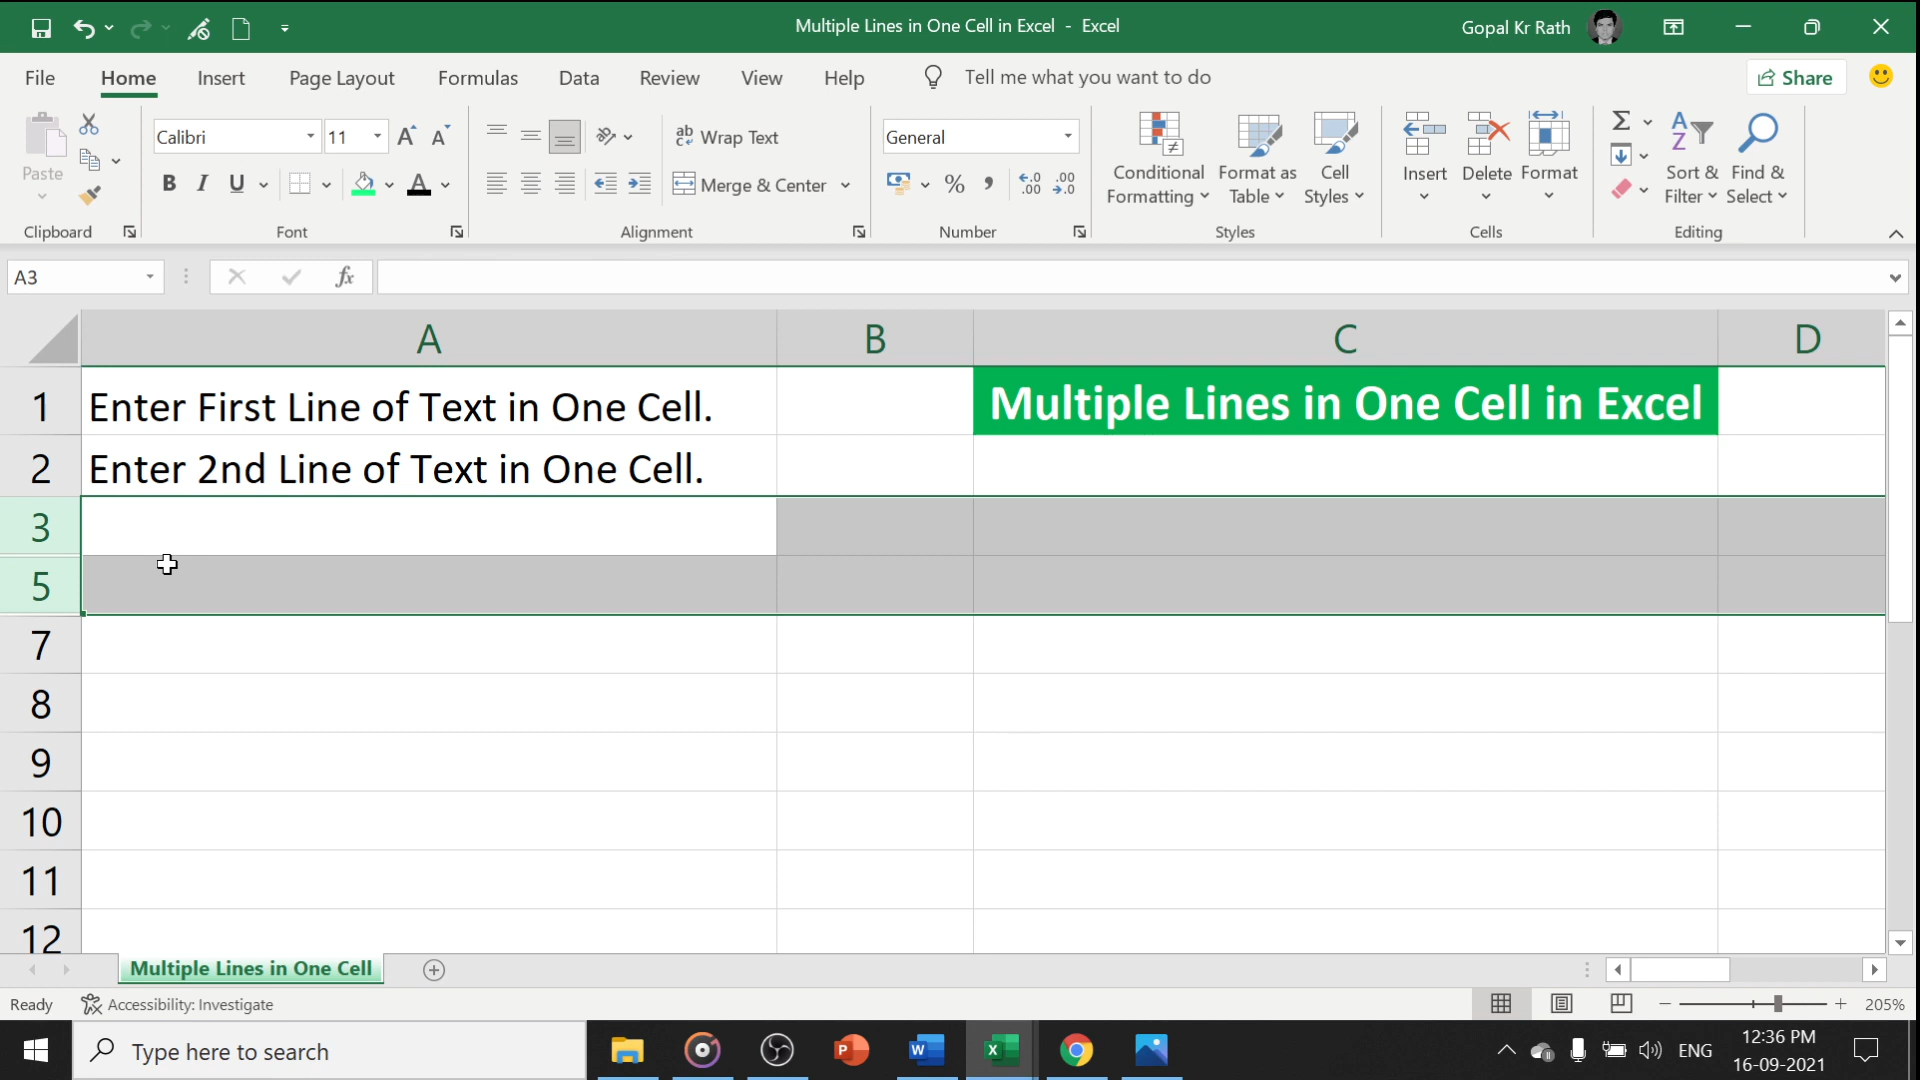 Multiple Lines in One Cell in Excel - Excel
Gopal Kr Rath
File Home Insert Page Layout Formulas Data Review View Help Tell me what you want to do Share
Paste
Calibri 11
Wrap Text
General
B I U
Merge & Center
Conditional Formatting
Format as Table
Cell Styles
Insert
Delete
Format
Sort & Filter
Find & Select
Clipboard Font Alignment Number Styles Cells Editing
A3
fx
A B C D
1 Enter First Line of Text in One Cell. Multiple Lines in One Cell in Excel
2 Enter 2nd Line of Text in One Cell.
3
5
7
8
9
10
11
12
Multiple Lines in One Cell
Ready Accessibility: Investigate 205%
Type here to search
ENG
12:36 PM
16-09-2021